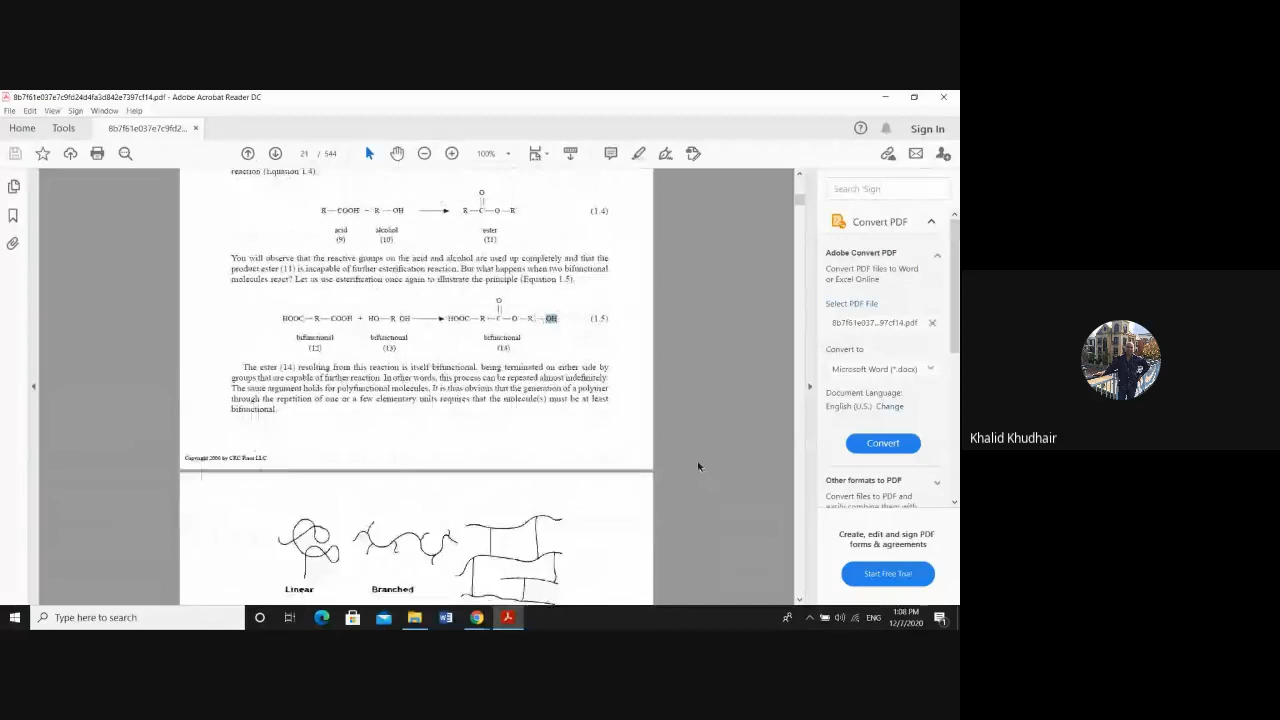 8b7f61e037e7c9fd24d4fa3d842e7397cf14.pdf - Adobe Acrobat Reader DC
File Edit View Sign Window Help
Home Tools 8b7f61e037e7c9fd2... × Sign In
21 / 544 100%
reaction (Equation 1.4).
O
R—COOH – R—OH R—C—O—R' (1.4)
acid alcohol ester
(9) (10) (11)
You will observe that the reactive groups on the acid and alcohol are used up completely and that the
product ester (11) is incapable of further esterification reaction. But what happens when two bifunctional
molecules react? Let us use esterification once again to illustrate the principle (Equation 1.5).
O
HOOC—R—COOH + HO—R OH HOOC—R—C—O—R—OH (1.5)
bifunctional bifunctional bifunctional
(12) (13) (14)
The ester (14) resulting from this reaction is itself bifunctional, being terminated on either side by
groups that are capable of further reaction. In other words, this process can be repeated almost indefinitely.
The same argument holds for polyfunctional molecules. It is thus obvious that the generation of a polymer
through the repetition of one or a few elementary units requires that the molecule(s) must be at least
bifunctional.
Copyright 2000 by CRC Press LLC
Linear Branched
Search 'Sign
Convert PDF
Adobe Convert PDF
Convert PDF files to Word
or Excel Online
Select PDF File
8b7f61e037...97cf14.pdf
Convert to
Microsoft Word (*.docx)
Document Language:
English (U.S.) Change
Convert
Other formats to PDF
Convert files to PDF and
easily combine them with
Create, edit and sign PDF
forms & agreements
Start Free Trial
Type here to search
ENG
1:08 PM
12/7/2020
1
Khalid Khudhair